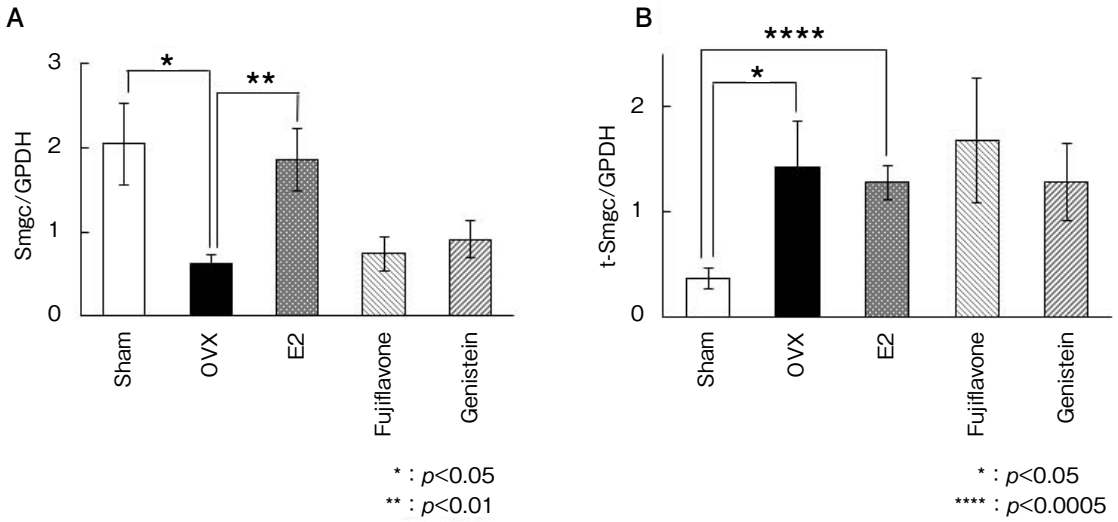 A
Smgc/GPDH
3
2
1
0
*
**
Sham
OVX
E2
Fujiflavone
Genistein
* : p<0.05
** : p<0.01
B
t-Smgc/GPDH
2
1
0
****
*
Sham
OVX
E2
Fujiflavone
Genistein
* : p<0.05
**** : p<0.0005